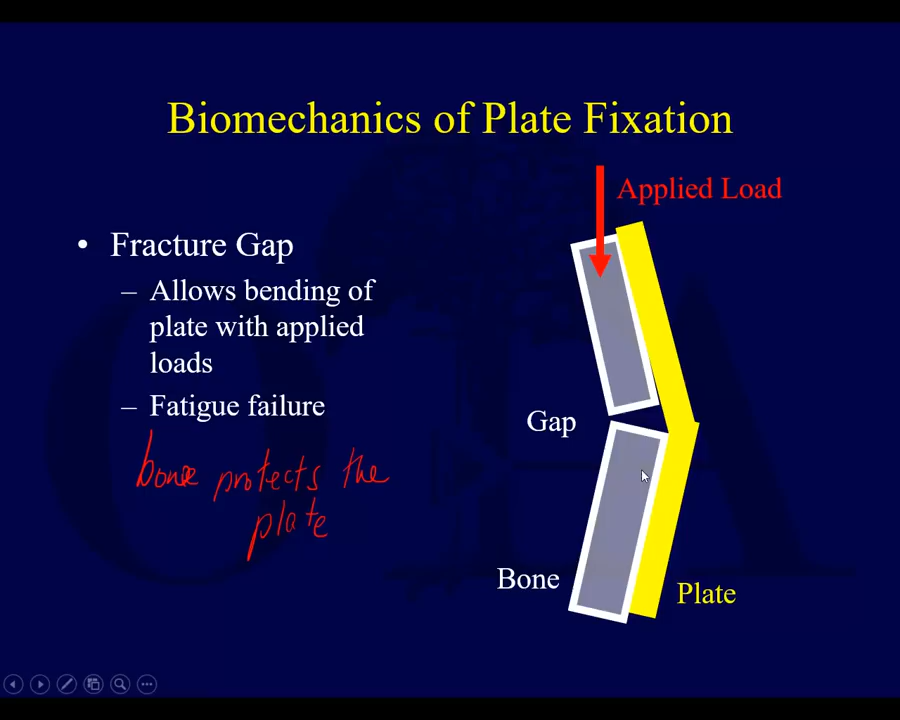 Biomechanics of Plate Fixation
Applied Load
• Fracture Gap
– Allows bending of
plate with applied
loads
– Fatigue failure
bone protects the
plate
Gap
Bone
Plate
OTA